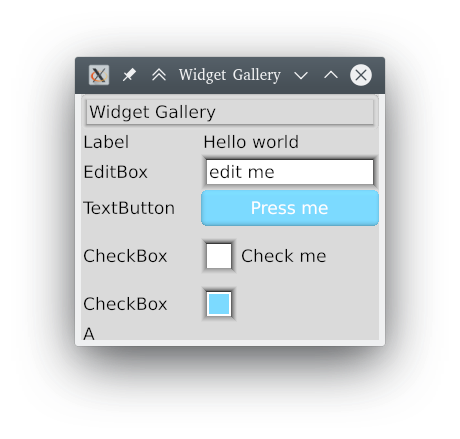 Widget Gallery
Widget Gallery
Label Hello world
EditBox edit me
TextButton Press me
CheckBox Check me
CheckBox
A